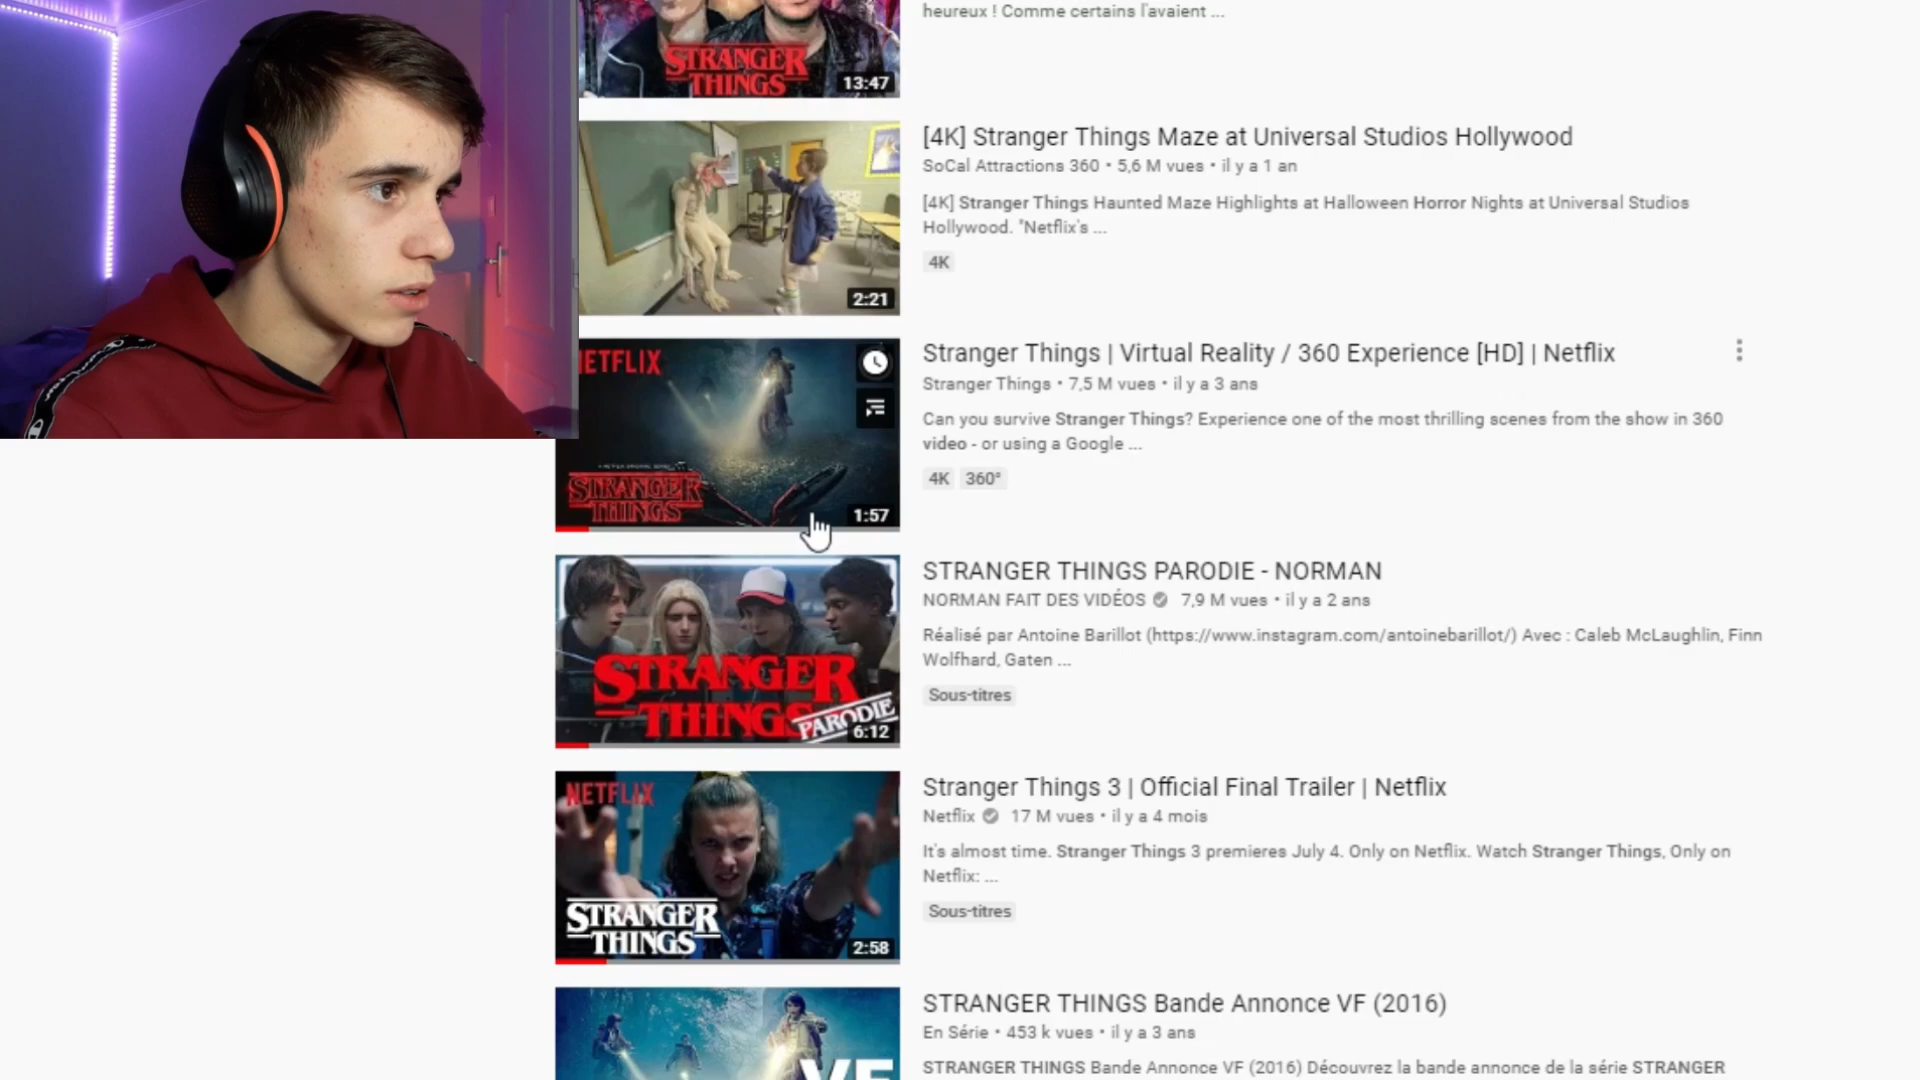 heureux ! Comme certains l'avaient ...
STRANGER
THINGS
13:47
[4K] Stranger Things Maze at Universal Studios Hollywood
SoCal Attractions 360 • 5,6 M vues • il y a 1 an
[4K] Stranger Things Haunted Maze Highlights at Halloween Horror Nights at Universal Studios
Hollywood. "Netflix's ...
4K
2:21
NETFLIX
STRANGER
THINGS
1:57
Stranger Things | Virtual Reality / 360 Experience [HD] | Netflix
Stranger Things • 7,5 M vues • il y a 3 ans
Can you survive Stranger Things? Experience one of the most thrilling scenes from the show in 360
video - or using a Google ...
4K 360°
STRANGER
THINGS
PARODIE
6:12
STRANGER THINGS PARODIE - NORMAN
NORMAN FAIT DES VIDÉOS 7,9 M vues • il y a 2 ans
Réalisé par Antoine Barillot (https://www.instagram.com/antoinebarillot/) Avec : Caleb McLaughlin, Finn
Wolfhard, Gaten ...
Sous-titres
NETFLIX
STRANGER
THINGS
2:58
Stranger Things 3 | Official Final Trailer | Netflix
Netflix 17 M vues • il y a 4 mois
It's almost time. Stranger Things 3 premieres July 4. Only on Netflix. Watch Stranger Things, Only on
Netflix: ...
Sous-titres
VF
STRANGER THINGS Bande Annonce VF (2016)
En Série • 453 k vues • il y a 3 ans
STRANGER THINGS Bande Annonce VF (2016) Découvrez la bande annonce de la série STRANGER